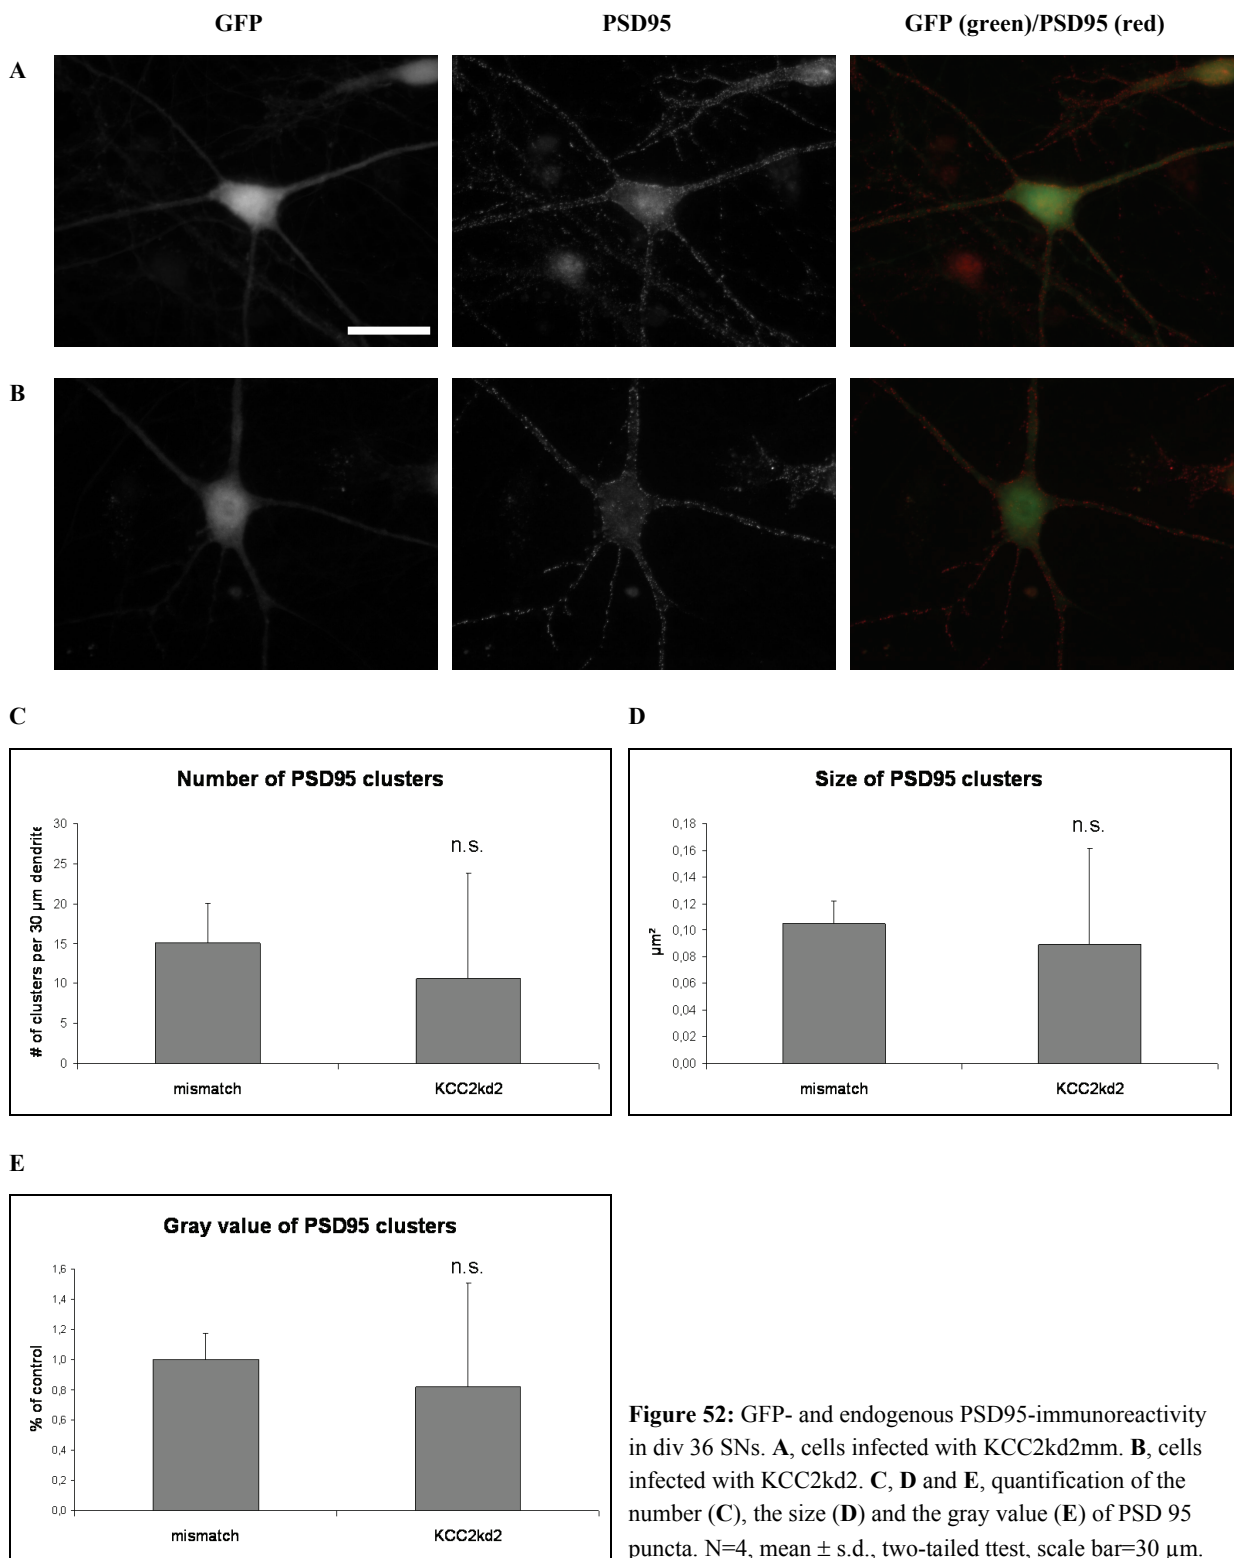 GFP PSD95 GFP (green)/PSD95 (red)
A
B
C
Number of PSD95 clusters
# of clusters per 30 µm dendrite
30
25
20
15
10
5
0
n.s.
mismatch KCC2kd2
D
Size of PSD95 clusters
µm²
0,18
0,16
0,14
0,12
0,10
0,08
0,06
0,04
0,02
0,00
n.s.
mismatch KCC2kd2
E
Gray value of PSD95 clusters
% of control
1,6
1,4
1,2
1,0
0,8
0,6
0,4
0,2
0,0
n.s.
mismatch KCC2kd2
Figure 52: GFP- and endogenous PSD95-immunoreactivity
in div 36 SNs. A, cells infected with KCC2kd2mm. B, cells
infected with KCC2kd2. C, D and E, quantification of the
number (C), the size (D) and the gray value (E) of PSD 95
puncta. N=4, mean ± s.d., two-tailed ttest, scale bar=30 µm.